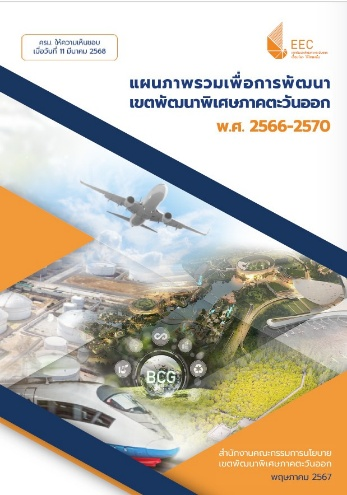 ครม. ให้ความเห็นชอบ
เมื่อวันที่ 11 มีนาคม 2568
EEC
แผนภาพรวมเพื่อการพัฒนา
เขตพัฒนาพิเศษภาคตะวันออก
พ.ศ. 2566-2570
BCG
สำนักงานคณะกรรมการนโยบาย
เขตพัฒนาพิเศษภาคตะวันออก
พฤษภาคม 2567